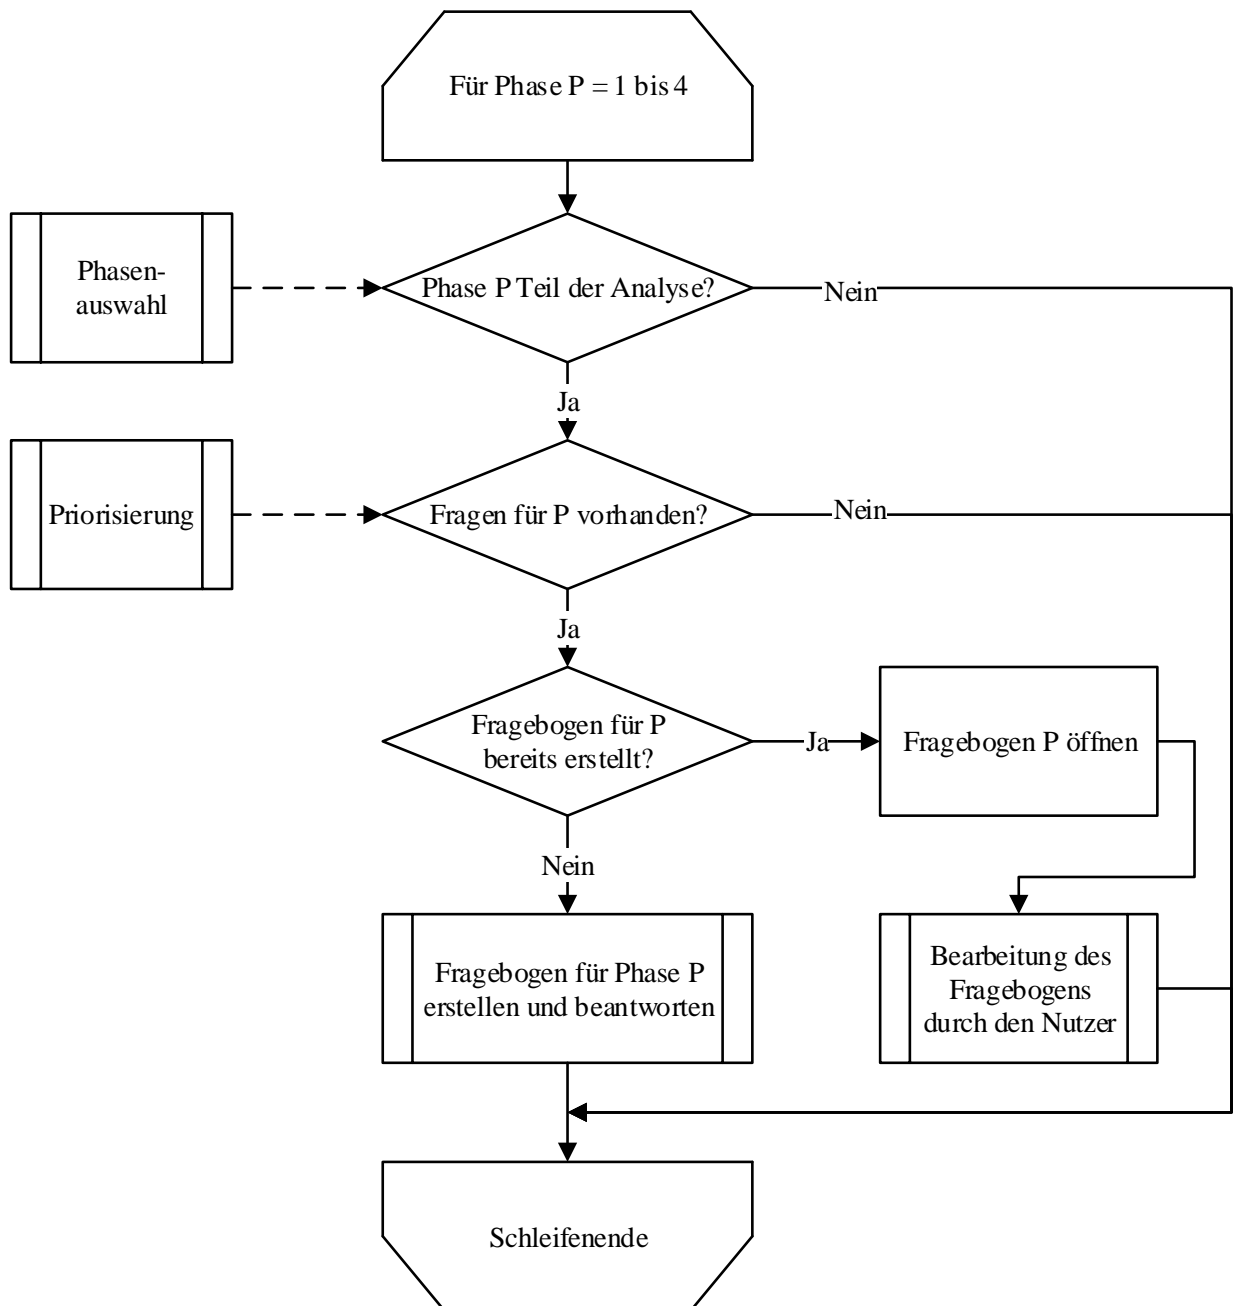 Für Phase P = 1 bis 4
Phasen-
auswahl
Phase P Teil der Analyse?
Nein
Ja
Priorisierung
Fragen für P vorhanden?
Nein
Ja
Fragebogen für P
bereits erstellt?
Ja
Fragebogen P öffnen
Nein
Fragebogen für Phase P
erstellen und beantworten
Bearbeitung des
Fragebogens
durch den Nutzer
Schleifenende